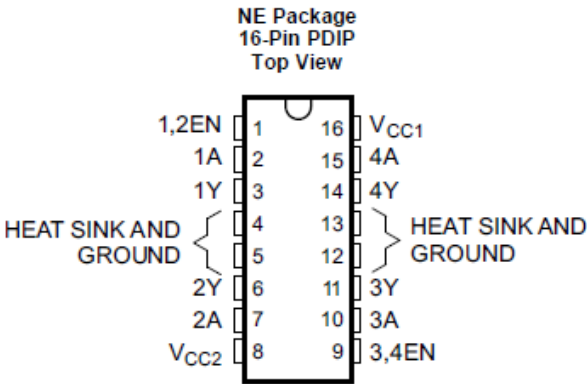 NE Package
16-Pin PDIP
Top View
1,2EN 1 16 VCC1
1A 2 15 4A
1Y 3 14 4Y
HEAT SINK AND
GROUND
4 13
5 12
HEAT SINK AND
GROUND
2Y 6 11 3Y
2A 7 10 3A
VCC2 8 9 3,4EN